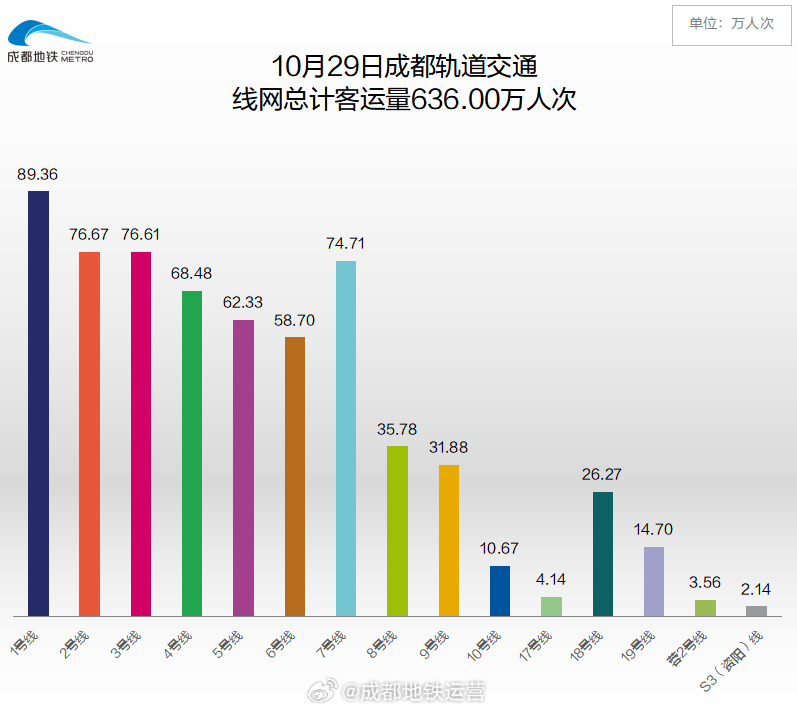 单位：万人次
成都地铁 CHENGDU METRO
10月29日成都轨道交通
线网总计客运量636.00万人次
89.36
76.67
76.61
68.48
62.33
58.70
74.71
35.78
31.88
10.67
4.14
26.27
14.70
3.56
2.14
1号线
2号线
3号线
4号线
5号线
6号线
7号线
8号线
9号线
10号线
17号线
18号线
19号线
蓉2号线
S3（资阳）线
@成都地铁运营